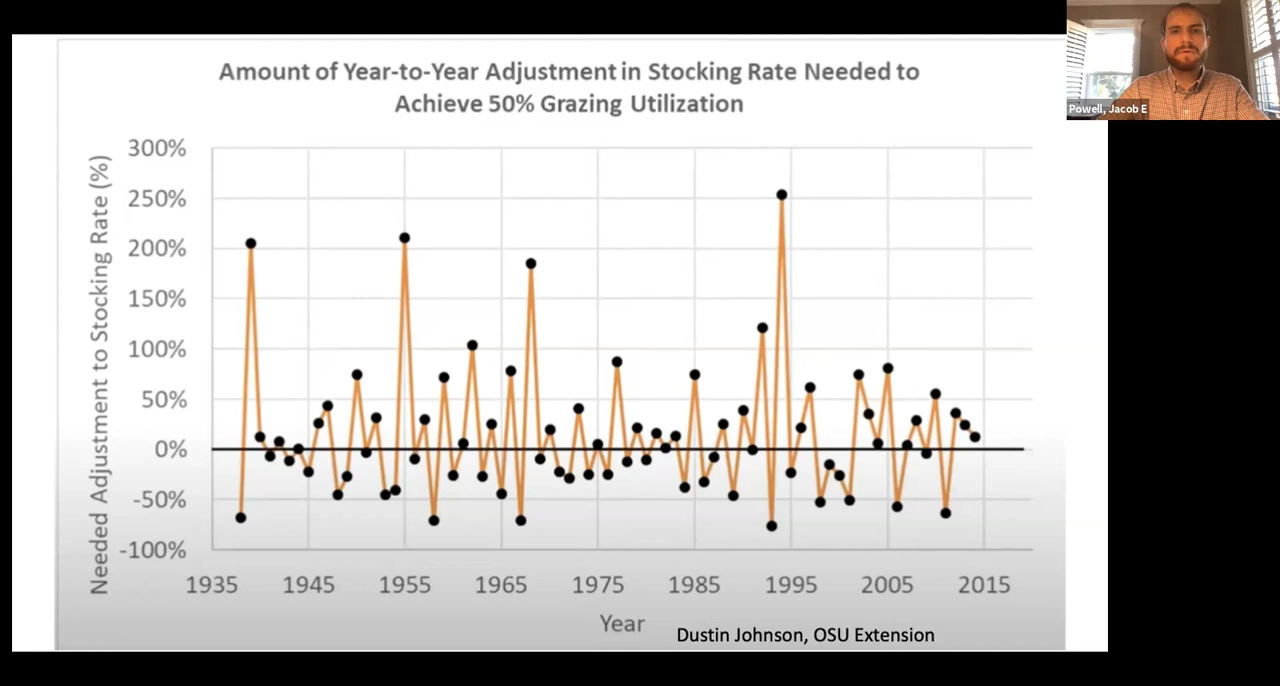 Amount of Year-to-Year Adjustment in Stocking Rate Needed to
Achieve 50% Grazing Utilization
Powell, Jacob E
Needed Adjustment to Stocking Rate (%)
300%
250%
200%
150%
100%
50%
0%
-50%
-100%
1935 1945 1955 1965 1975 1985 1995 2005 2015
Year
Dustin Johnson, OSU Extension